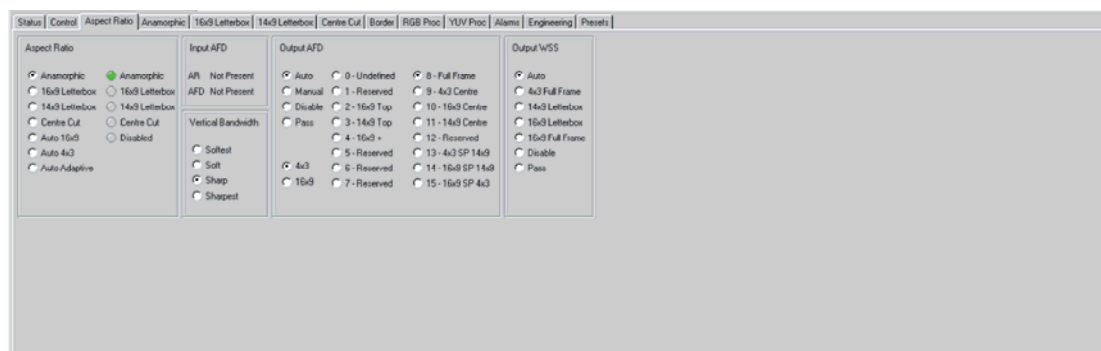 Status Control Aspect Ratio Anamorphic 16x9 Letterbox 14x9 Letterbox Centre Cut Border RGB Proc YUV Proc Alarms Engineering Presets
Aspect Ratio
Anamorphic Anamorphic
16x9 Letterbox 16x9 Letterbox
14x9 Letterbox 14x9 Letterbox
Centre Cut Centre Cut
Auto 16x9 Disabled
Auto 4x3
Auto Adaptive
Input AFD
AR Not Present
AFD Not Present
Vertical Bandwidth
Softest
Soft
Sharp
Sharpest
Output AFD
Auto 0 - Undefined 8 - Full Frame
Manual 1 - Reserved 9 - 4x3 Centre
Disable 2 - 16x9 Top 10 - 16x9 Centre
Pass 3 - 14x9 Top 11 - 14x9 Centre
4 - 16x9 + 12 - Reserved
5 - Reserved 13 - 4x3 SP 14x9
4x3 6 - Reserved 14 - 16x9 SP 14x9
16x9 7 - Reserved 15 - 16x9 SP 4x3
Output WSS
Auto
4x3 Full Frame
14x9 Letterbox
16x9 Letterbox
16x9 Full Frame
Disable
Pass